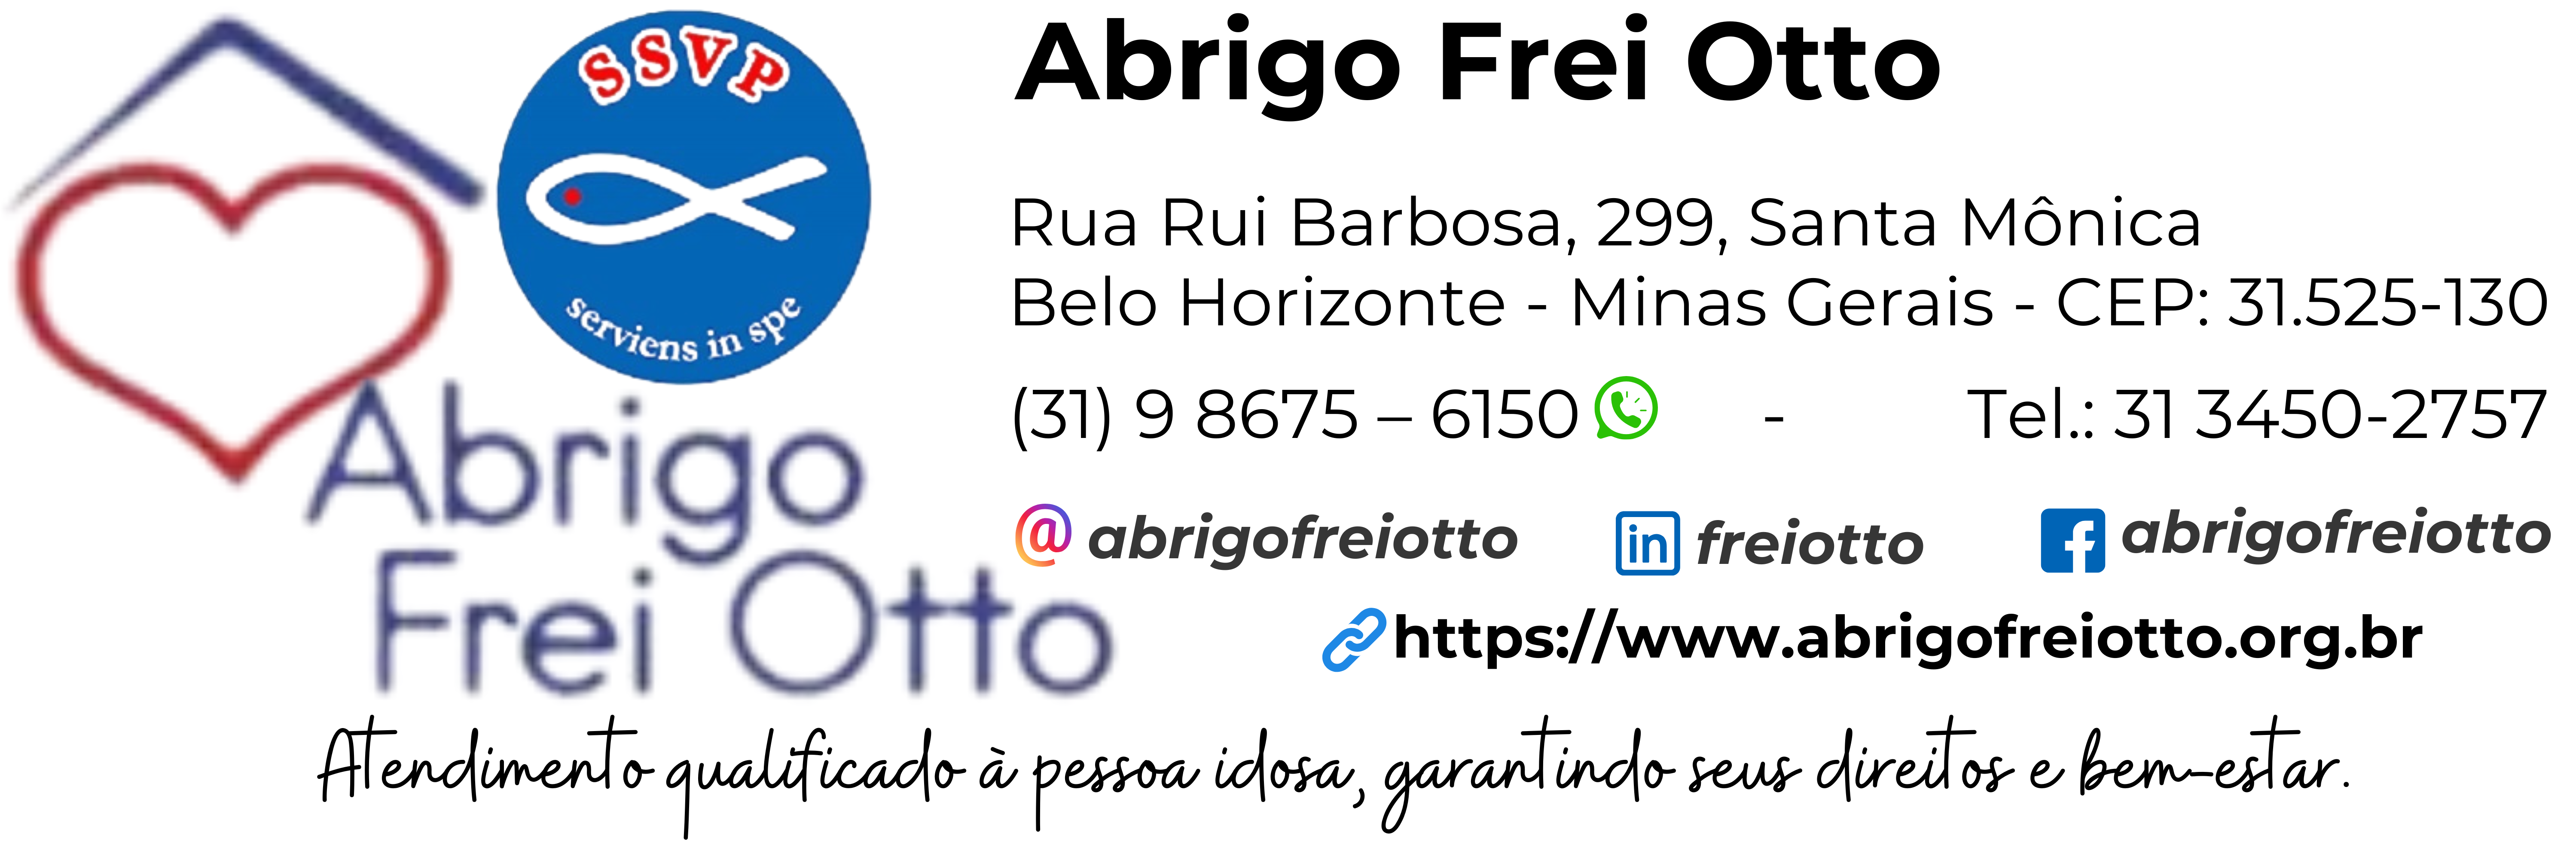 SSVP
serviens in spe
Abrigo
Frei Otto
Abrigo Frei Otto
Rua Rui Barbosa, 299, Santa Mônica
Belo Horizonte - Minas Gerais - CEP: 31.525-130
(31) 9 8675 – 6150 - Tel.: 31 3450-2757
@ abrigofreiotto in freiotto f abrigofreiotto
https://www.abrigofreiotto.org.br
Atendimento qualificado à pessoa idosa, garantindo seus direitos e bem-estar.